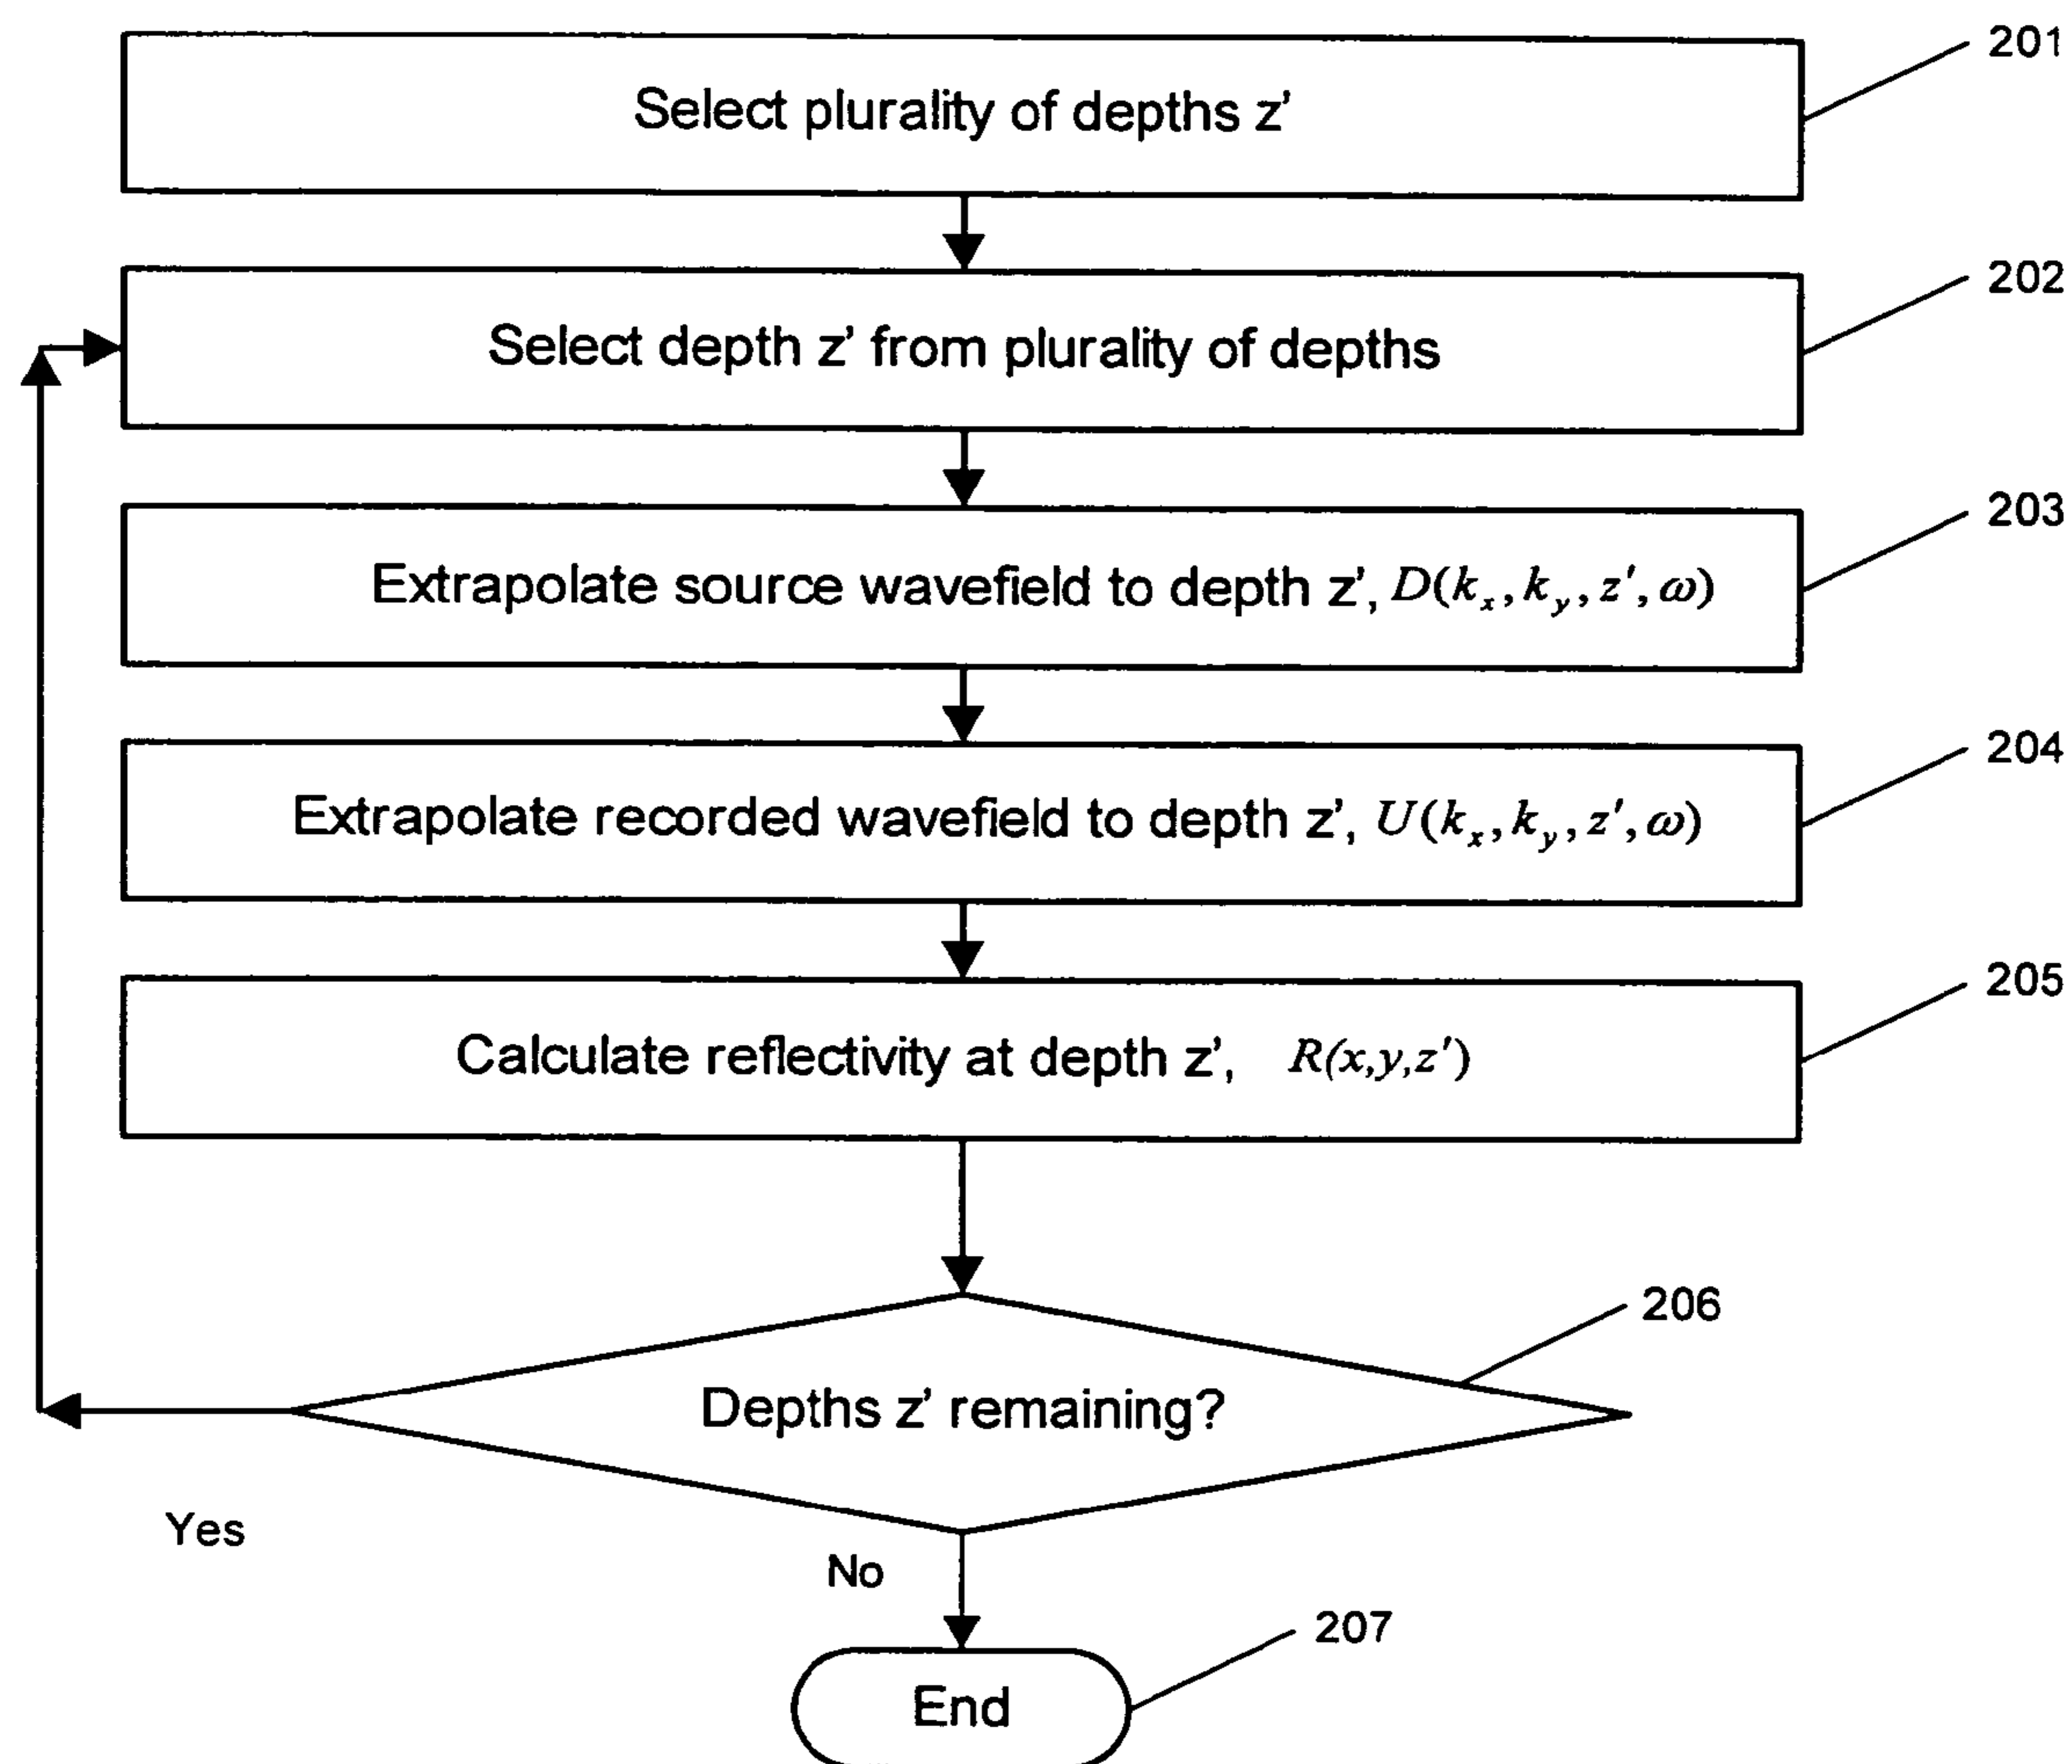 201
Select plurality of depths z'
202
Select depth z' from plurality of depths
203
Extrapolate source wavefield to depth z', D(kₓ, k_y, z', ω)
204
Extrapolate recorded wavefield to depth z', U(kₓ, k_y, z', ω)
205
Calculate reflectivity at depth z', R(x,y,z')
206
Depths z' remaining?
Yes
No
207
End